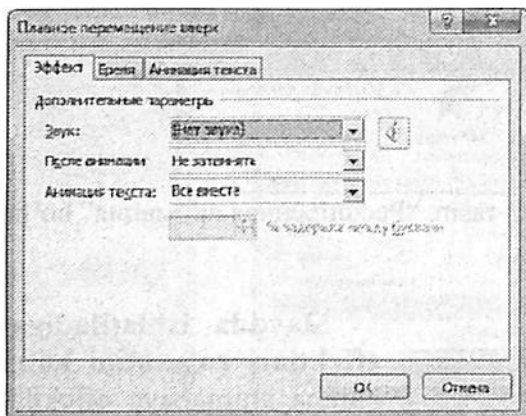 Плавное перемещение вверх
Эффект Время Анимация текста
Дополнительные параметры
Звук: [Нет звука]
После анимации Не затемнять
Анимация текста: Все вместе
% задержка между буквами
ОК Отмена